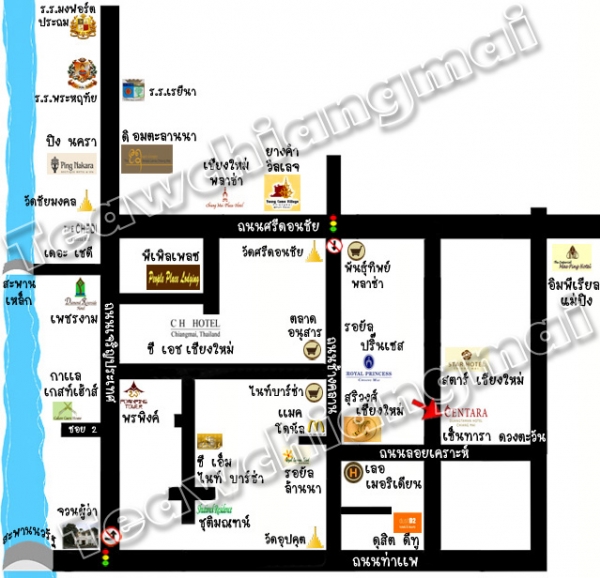 Teawchiangmai
Teawchiangmai
Teawchiangmai
ร.ร.มงฟอร์ต
ประถม
ร.ร.พระหฤทัย
ร.ร.เรยีนา
ปิง นครา
Ping Nakara
ดิ อมตะลานนา
วัดชัยมงคล
THE CHEDI
เดอะ เชดี
เชียงใหม่
พลาซ่า
Chiang Mai Plaza Hotel
ยางคำ
วิลเลจ
ถนนศรีดอนชัย
สะพาน
เหล็ก
พีเพิลเพลซ
People Place Lodging
วัดศรีดอนชัย
พันธุ์ทิพย์
พลาซ่า
อิมพีเรียล
แม่ปิง
เพชรงาม
ถนนเจริญประเทศ
C H HOTEL
Chiangmai, Thailand
ซี เอช เชียงใหม่
ตลาด
อนุสาร
ถนนช้างคลาน
รอยัล
ปริ๊นเซส
ROYAL PRINCESS
STAR HOTEL
สตาร์ เชียงใหม่
กาแล
เกสท์เฮ้าส์
ซอย 2
PORNPING TOWER
พรพิงค์
ไนท์บาร์ซ่า
แมค
โดนัล
สุริวงศ์
เชียงใหม่
CENTARA
เซ็นทารา ดวงตะวัน
ถนนลอยเคราะห์
ซี เอ็ม
ไนท์ บาร์ซ่า
รอยัล
ล้านนา
เลอ
เมอริเดียน
สะพานนวรัฐ
จวนผู้ว่า
ชูติมณฑน์
วัดอุปคุต
ดุสิต ดีทู
ถนนท่าแพ